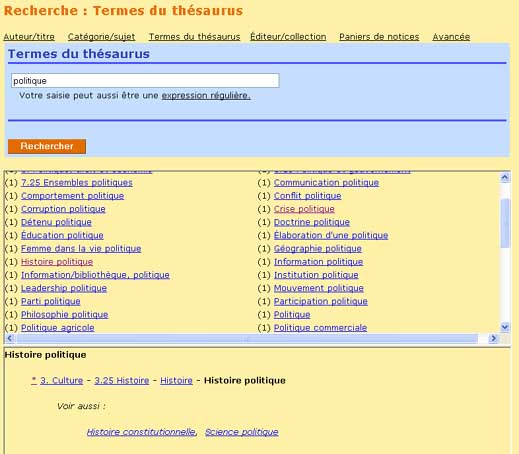 Recherche : Termes du thésaurus
Auteur/titre Catégorie/sujet Termes du thésaurus Éditeur/collection Paniers de notices Avancée
Termes du thésaurus
politique
Votre saisie peut aussi être une expression régulière.
Rechercher
(1) 7.25 Ensembles politiques (1) Communication politique
(1) Comportement politique (1) Conflit politique
(1) Corruption politique (1) Crise politique
(1) Détenu politique (1) Doctrine politique
(1) Éducation politique (1) Élaboration d'une politique
(1) Femme dans la vie politique (1) Géographie politique
(1) Histoire politique (1) Information politique
(1) Information/bibliothèque, politique (1) Institution politique
(1) Leadership politique (1) Mouvement politique
(1) Parti politique (1) Participation politique
(1) Philosophie politique (1) Politique
(1) Politique agricole (1) Politique commerciale
Histoire politique
* 3. Culture - 3.25 Histoire - Histoire - Histoire politique
Voir aussi :
Histoire constitutionnelle, Science politique